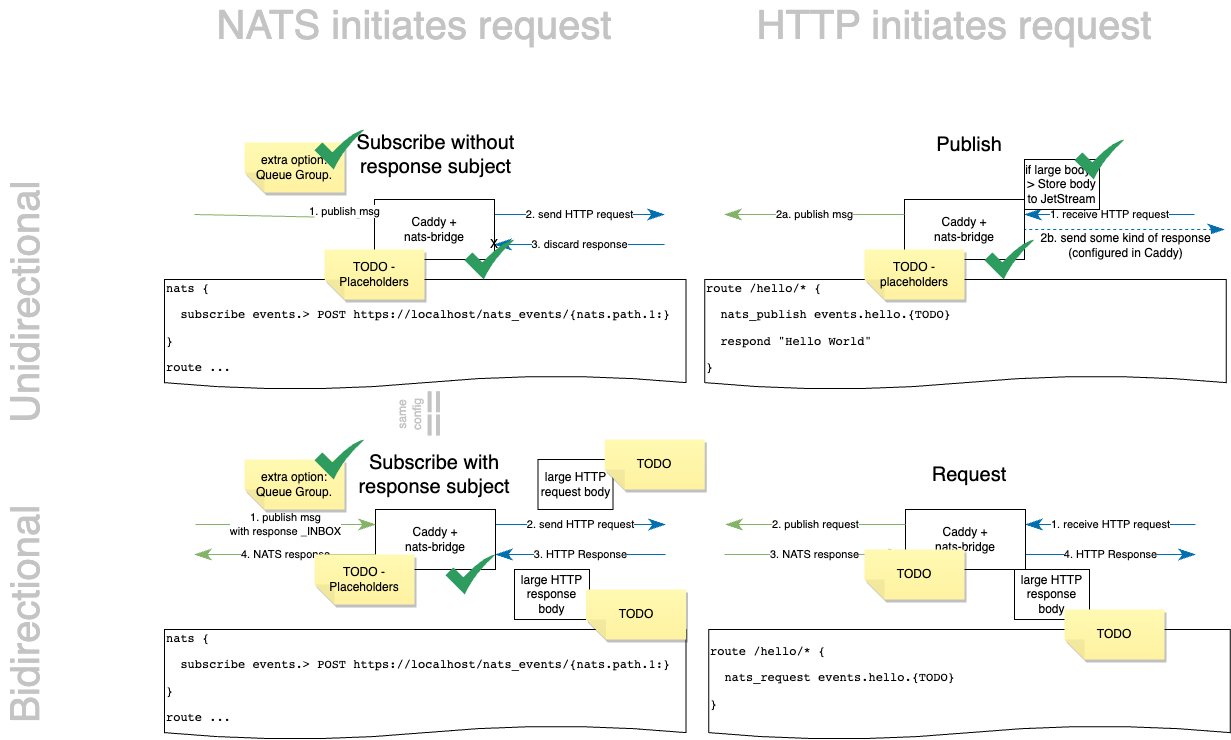 NATS initiates request
HTTP initiates request
Unidirectional
extra option:
Queue Group.
Subscribe without
response subject
1. publish msg
Caddy +
nats-bridge
2. send HTTP request
X
3. discard response
TODO -
Placeholders
nats {
subscribe events.> POST https://localhost/nats_events/{nats.path.1:}
}
route ...
Publish
if large body
> Store body
to JetStream
2a. publish msg
Caddy +
nats-bridge
1. receive HTTP request
2b. send some kind of response
(configured in Caddy)
TODO -
placeholders
route /hello/* {
nats_publish events.hello.{TODO}
respond "Hello World"
}
same
config
Bidirectional
extra option:
Queue Group.
Subscribe with
response subject
large HTTP
request body
TODO
1. publish msg
with response _INBOX
Caddy +
nats-bridge
2. send HTTP request
4. NATS response
3. HTTP Response
TODO -
Placeholders
large HTTP
response
body
TODO
nats {
subscribe events.> POST https://localhost/nats_events/{nats.path.1:}
}
route ...
Request
2. publish request
Caddy +
nats-bridge
1. receive HTTP request
3. NATS response
4. HTTP Response
TODO
large HTTP
response
body
TODO
route /hello/* {
nats_request events.hello.{TODO}
}